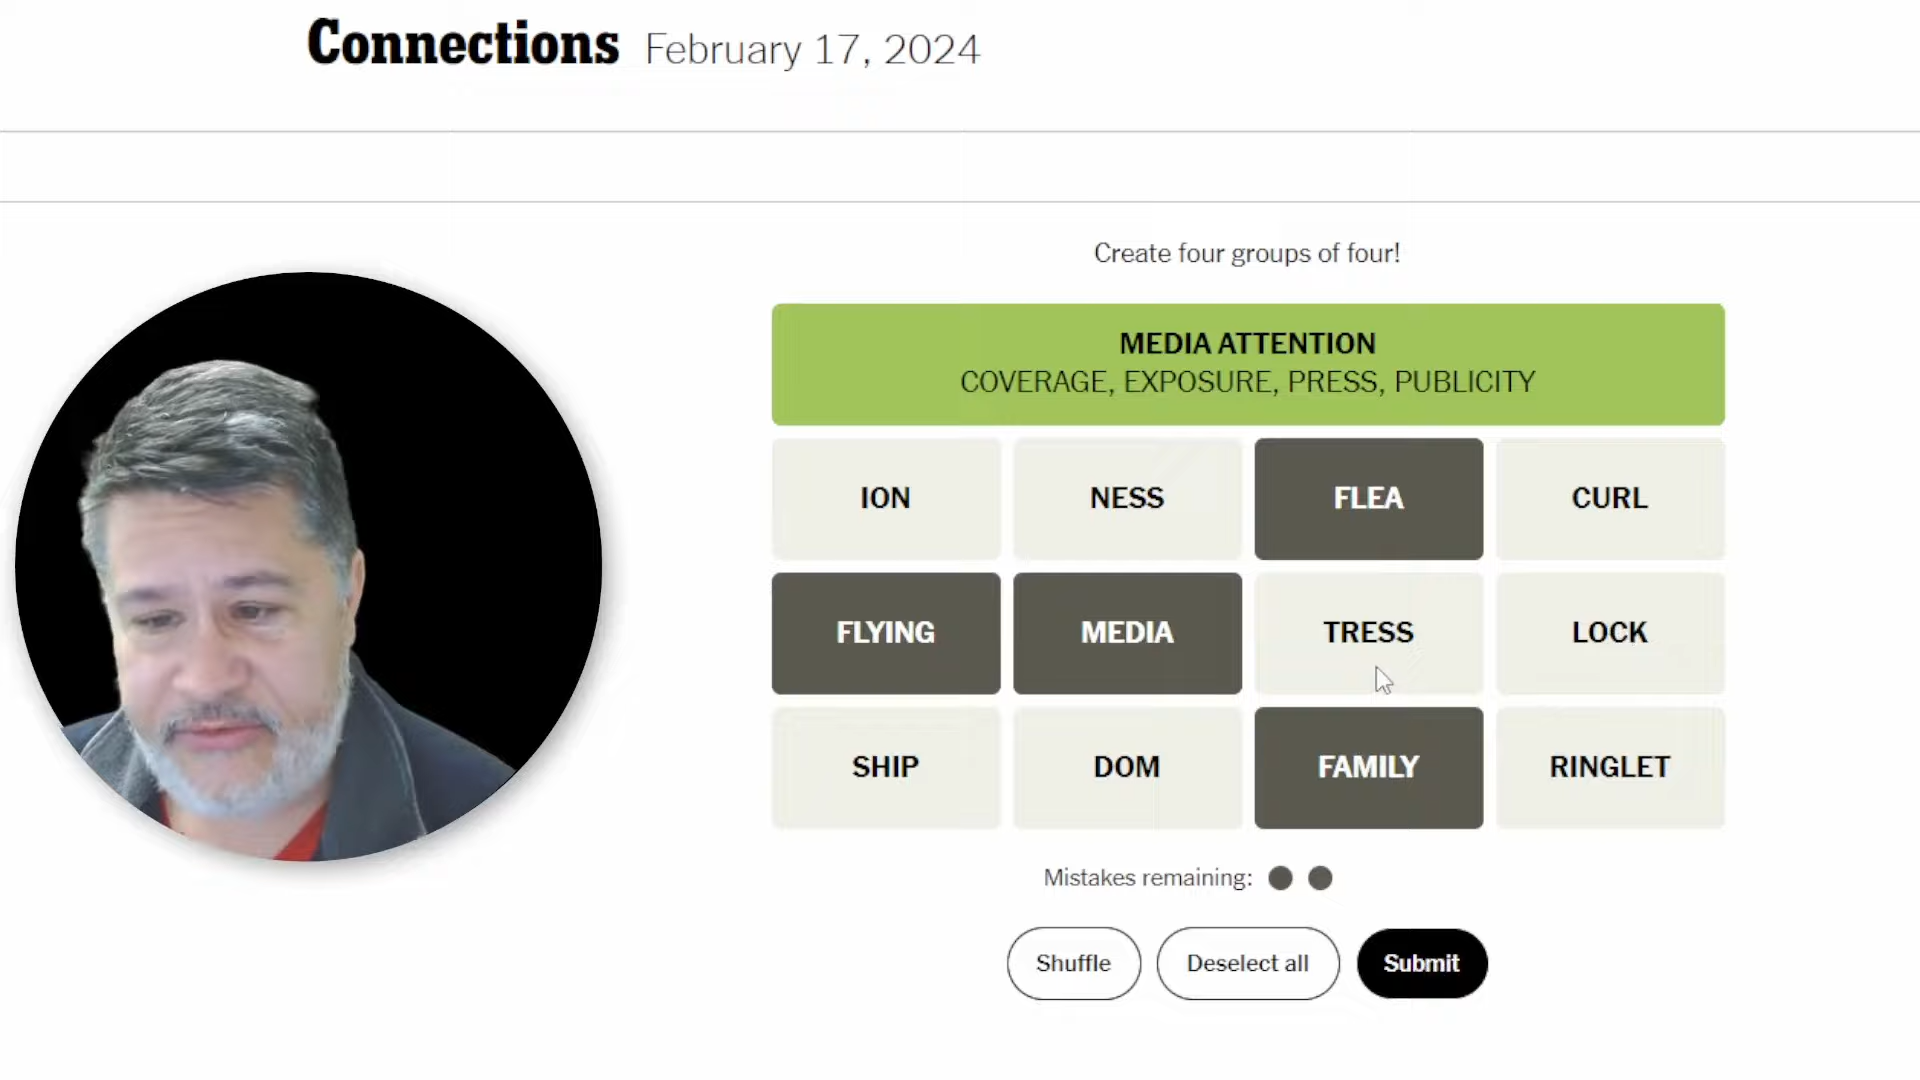 Connections February 17, 2024
Create four groups of four!
MEDIA ATTENTION
COVERAGE, EXPOSURE, PRESS, PUBLICITY
ION NESS FLEA CURL
FLYING MEDIA TRESS LOCK
SHIP DOM FAMILY RINGLET
Mistakes remaining:
Shuffle Deselect all Submit